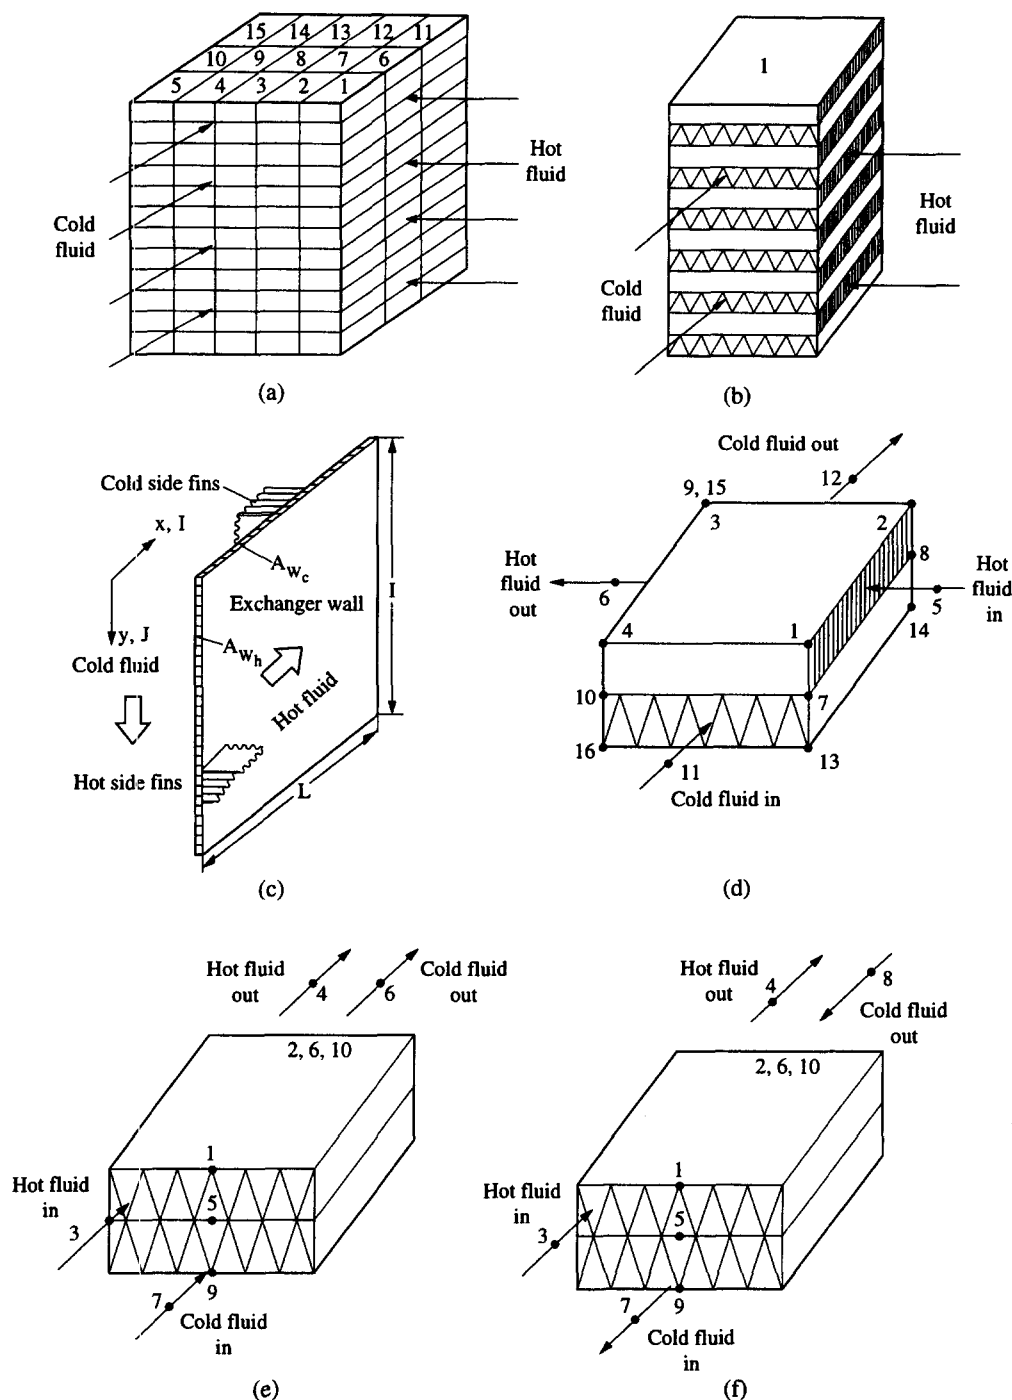 15 14 13 12 11
10 9 8 7 6
5 4 3 2 1
Hot
fluid
Cold
fluid
(a)
1
Hot
fluid
Cold
fluid
(b)
Cold side fins
x, I
A_{W_c}
Exchanger wall
I
y, J
A_{W_h}
Cold fluid
Hot fluid
Hot side fins
L
(c)
Cold fluid out
12
9, 15
3
2
8
Hot
fluid
out
6
Hot
fluid
in
5
4
1
14
10
7
16
13
11
Cold fluid in
(d)
Hot fluid
out
4
Cold fluid
out
6
2, 6, 10
1
Hot fluid
in
3
5
9
7
Cold fluid
in
(e)
Hot fluid
out
4
8
Cold fluid
out
2, 6, 10
1
Hot fluid
in
3
5
9
7
Cold fluid
in
(f)